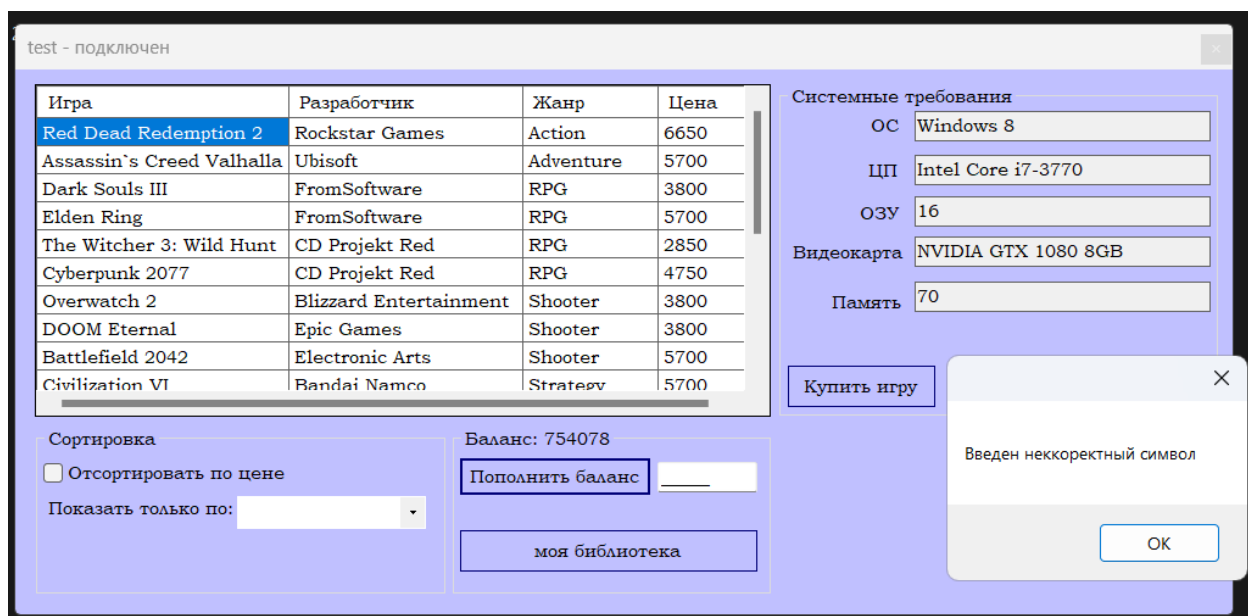 test - подключен
Игра Разработчик Жанр Цена
Red Dead Redemption 2 Rockstar Games Action 6650
Assassin`s Creed Valhalla Ubisoft Adventure 5700
Dark Souls III FromSoftware RPG 3800
Elden Ring FromSoftware RPG 5700
The Witcher 3: Wild Hunt CD Projekt Red RPG 2850
Cyberpunk 2077 CD Projekt Red RPG 4750
Overwatch 2 Blizzard Entertainment Shooter 3800
DOOM Eternal Epic Games Shooter 3800
Battlefield 2042 Electronic Arts Shooter 5700
Civilization VI Bandai Namco Strategy 5700
Системные требования
ОС Windows 8
ЦП Intel Core i7-3770
ОЗУ 16
Видеокарта NVIDIA GTX 1080 8GB
Память 70
Купить игру
Сортировка
Отсортировать по цене
Показать только по:
Баланс: 754078
Пополнить баланс _____
моя библиотека
Введен неккоректный символ
OK